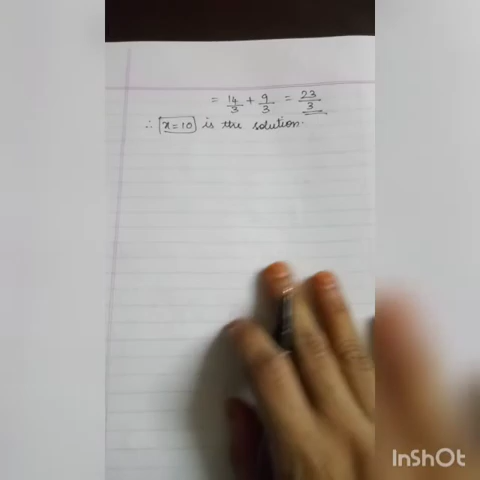 = 14/3 + 9/3 = 23/3
∴ x = 10 is the solution.
InShOt